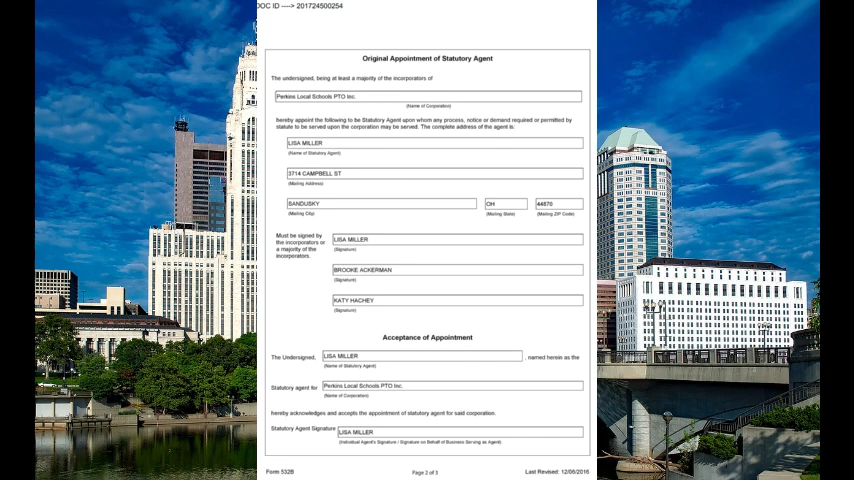 DOC ID ----> 201724500254
Original Appointment of Statutory Agent
The undersigned, being at least a majority of the incorporators of
Perkins Local Schools PTO Inc.
(Name of Corporation)
hereby appoint the following to be Statutory Agent upon whom any process, notice or demand required or permitted by
statute to be served upon the corporation may be served. The complete address of the agent is:
LISA MILLER
(Name of Statutory Agent)
3714 CAMPBELL ST
(Mailing Address)
SANDUSKY OH 44870
(Mailing City) (Mailing State) (Mailing ZIP Code)
Must be signed by
the incorporators or
a majority of the
incorporators.
LISA MILLER
(Signature)
BROOKE ACKERMAN
(Signature)
KATY HACHEY
(Signature)
Acceptance of Appointment
The Undersigned, LISA MILLER , named herein as the
(Name of Statutory Agent)
Statutory agent for Perkins Local Schools PTO Inc.
(Name of Corporation)
hereby acknowledges and accepts the appointment of statutory agent for said corporation.
Statutory Agent Signature LISA MILLER
(Individual Agent's Signature / Signature on Behalf of Business Serving as Agent)
Form 532B Page 2 of 3 Last Revised: 12/06/2016